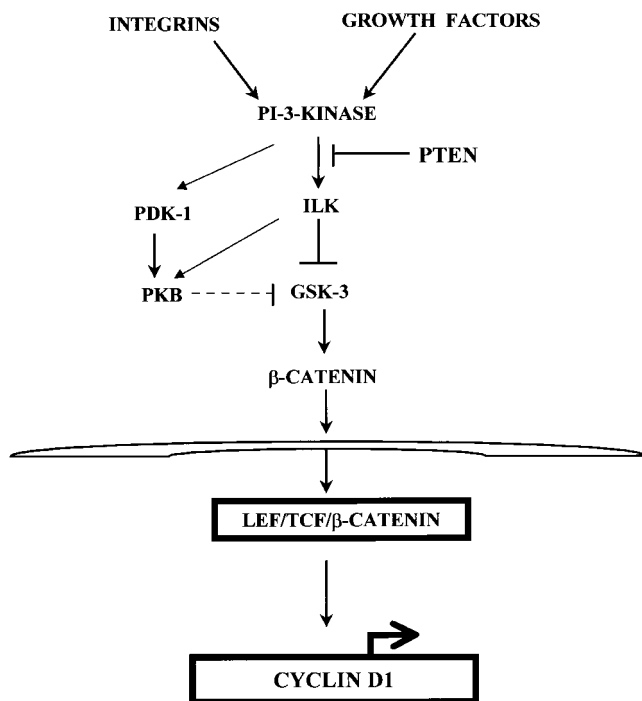 INTEGRINS
GROWTH FACTORS
PI-3-KINASE
PTEN
PDK-1
ILK
PKB
GSK-3
β-CATENIN
LEF/TCF/β-CATENIN
CYCLIN D1